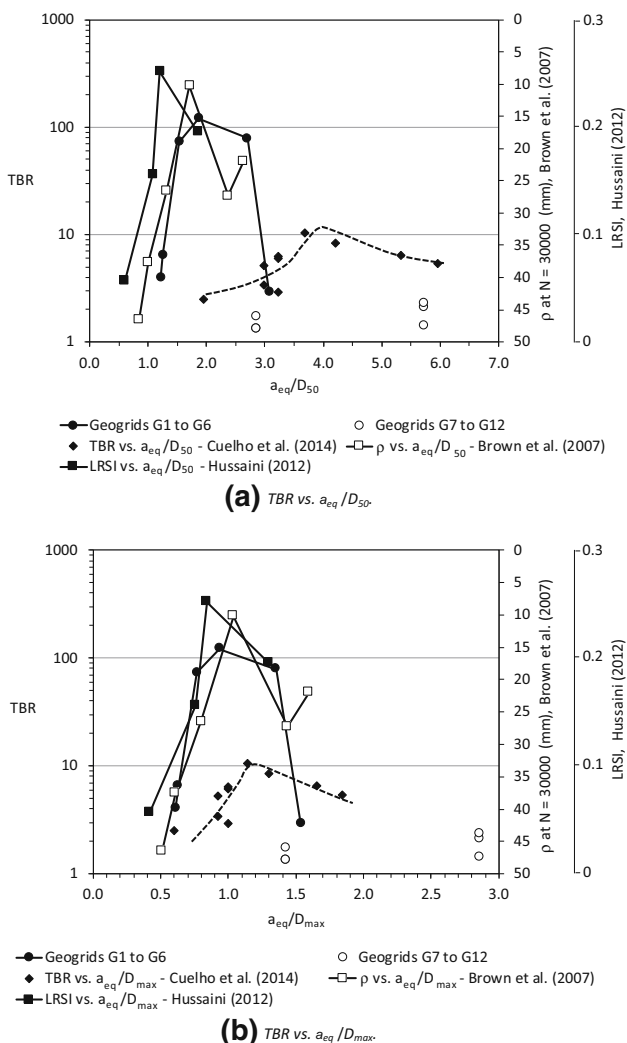 1000
100
10
1
TBR
0.0 1.0 2.0 3.0 4.0 5.0 6.0 7.0
a_eq/D_50
0
5
10
15
20
25
30
35
40
45
50
ρ at N = 30000 (mm), Brown et al. (2007)
0.3
0.2
0.1
0
LRSI, Hussaini (2012)
Geogrids G1 to G6
Geogrids G7 to G12
TBR vs. a_eq/D_50 - Cuelho et al. (2014)
ρ vs. a_eq/D_50 - Brown et al. (2007)
LRSI vs. a_eq/D_50 - Hussaini (2012)
(a) TBR vs. a_eq/D_50.
1000
100
10
1
TBR
0.0 0.5 1.0 1.5 2.0 2.5 3.0
a_eq/D_max
0
5
10
15
20
25
30
35
40
45
50
ρ at N = 30000 (mm), Brown et al. (2007)
0.3
0.2
0.1
0
LRSI, Hussaini (2012)
Geogrids G1 to G6
Geogrids G7 to G12
TBR vs. a_eq/D_max - Cuelho et al. (2014)
ρ vs. a_eq/D_max - Brown et al. (2007)
LRSI vs. a_eq/D_max - Hussaini (2012)
(b) TBR vs. a_eq/D_max.